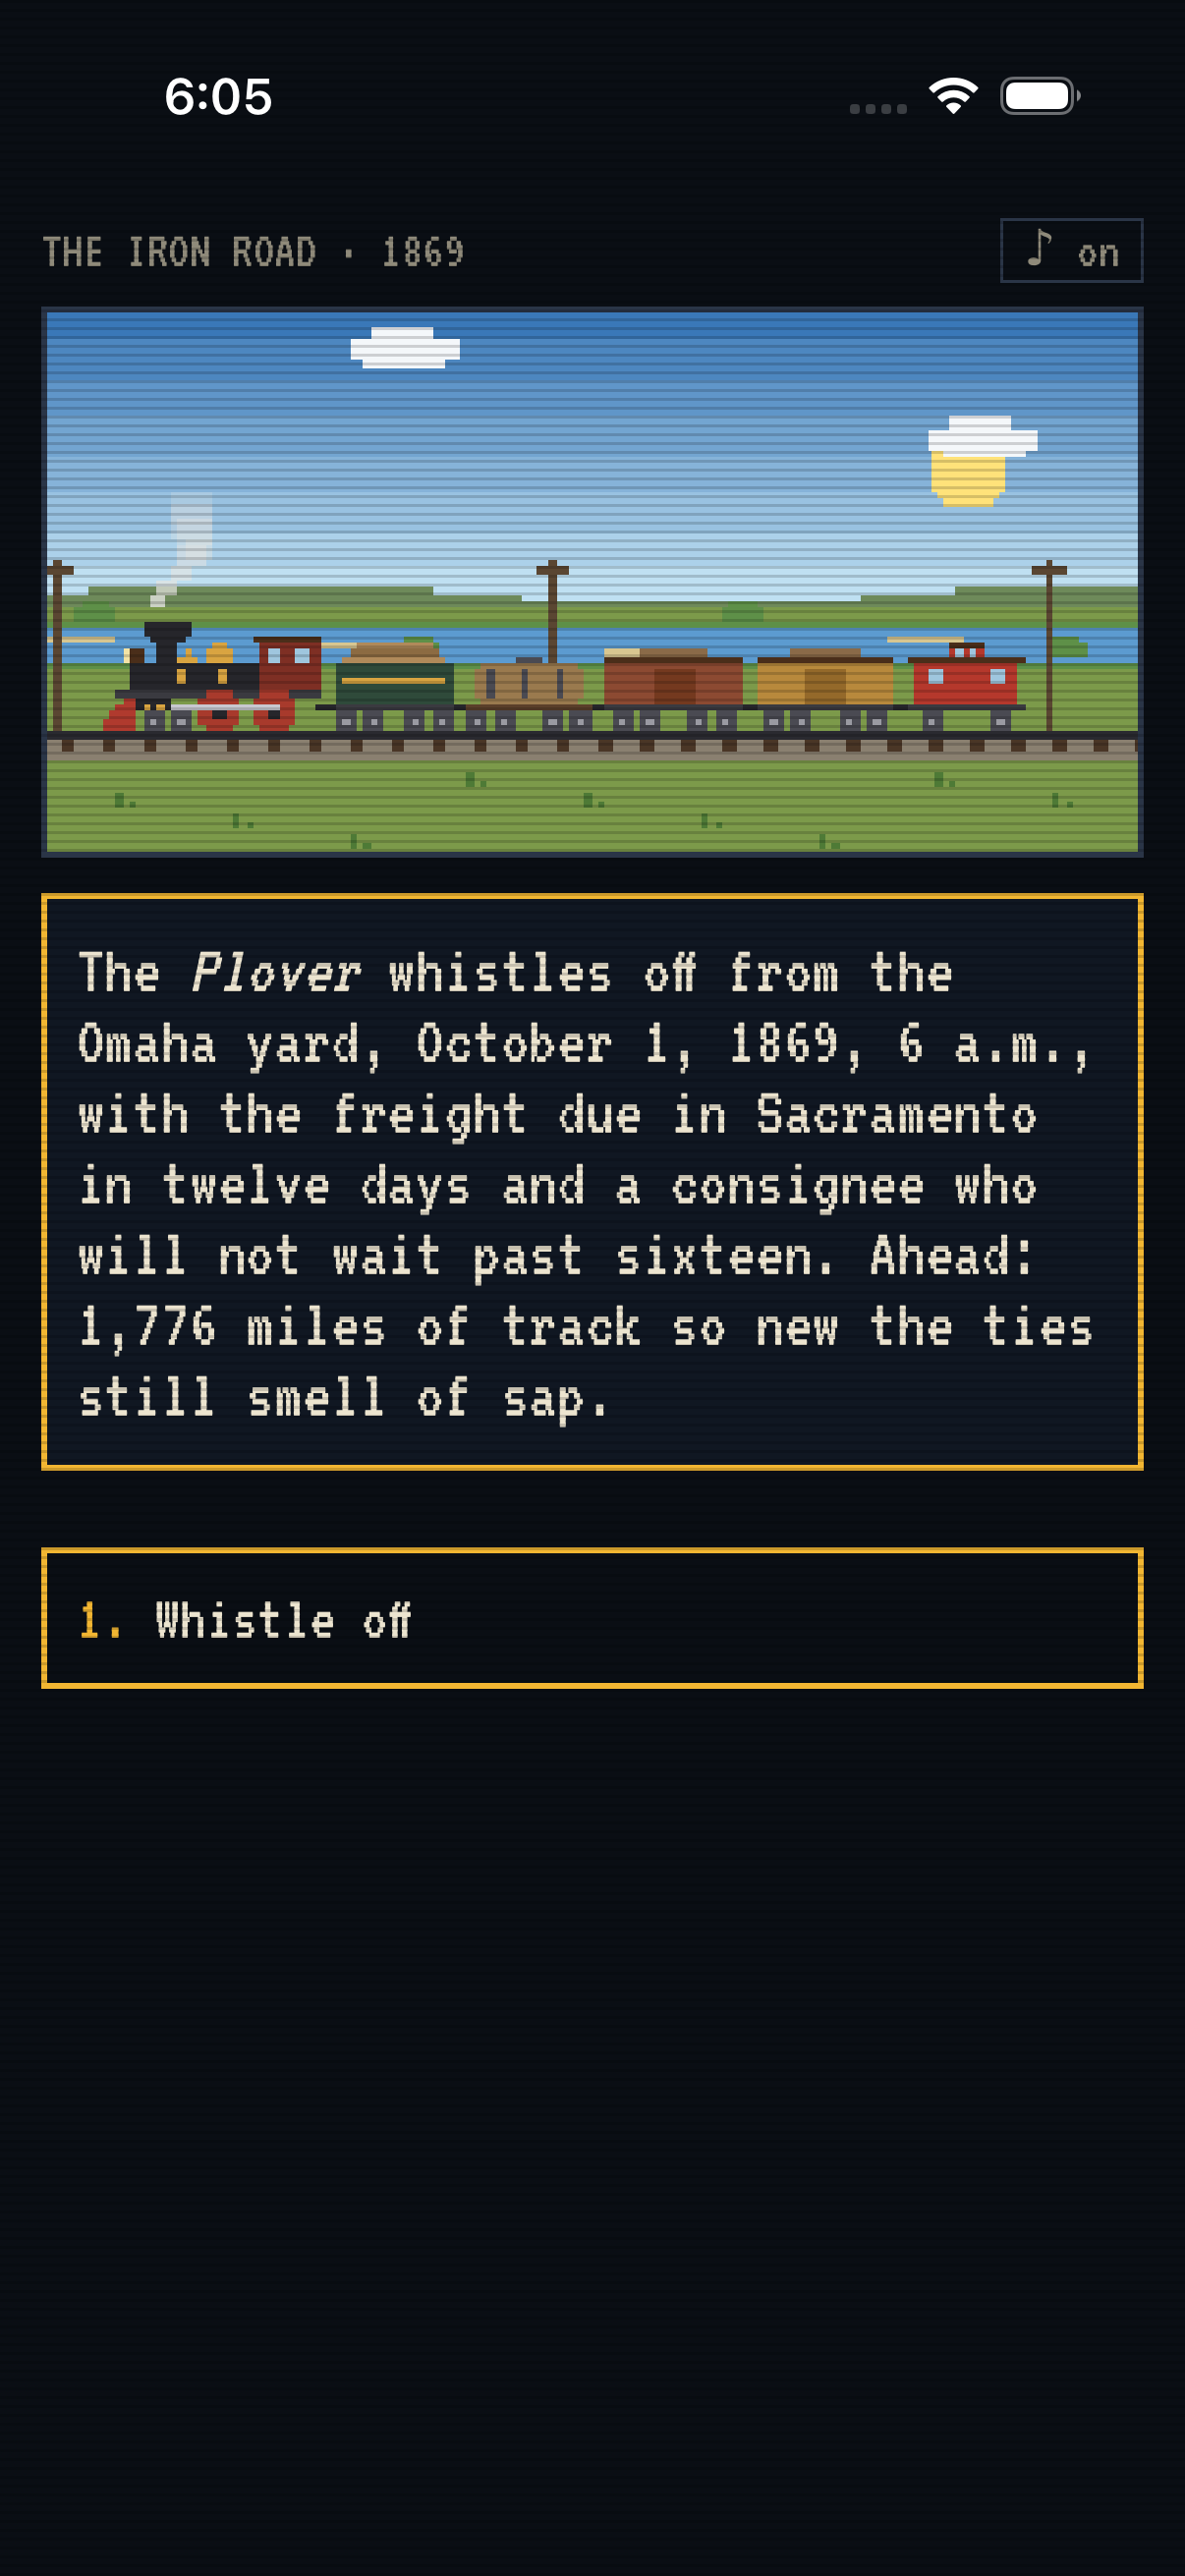 6:05
THE IRON ROAD · 1869
♪ on
The Plover whistles off from the
Omaha yard, October 1, 1869, 6 a.m.,
with the freight due in Sacramento
in twelve days and a consignee who
will not wait past sixteen. Ahead:
1,776 miles of track so new the ties
still smell of sap.
1. Whistle off